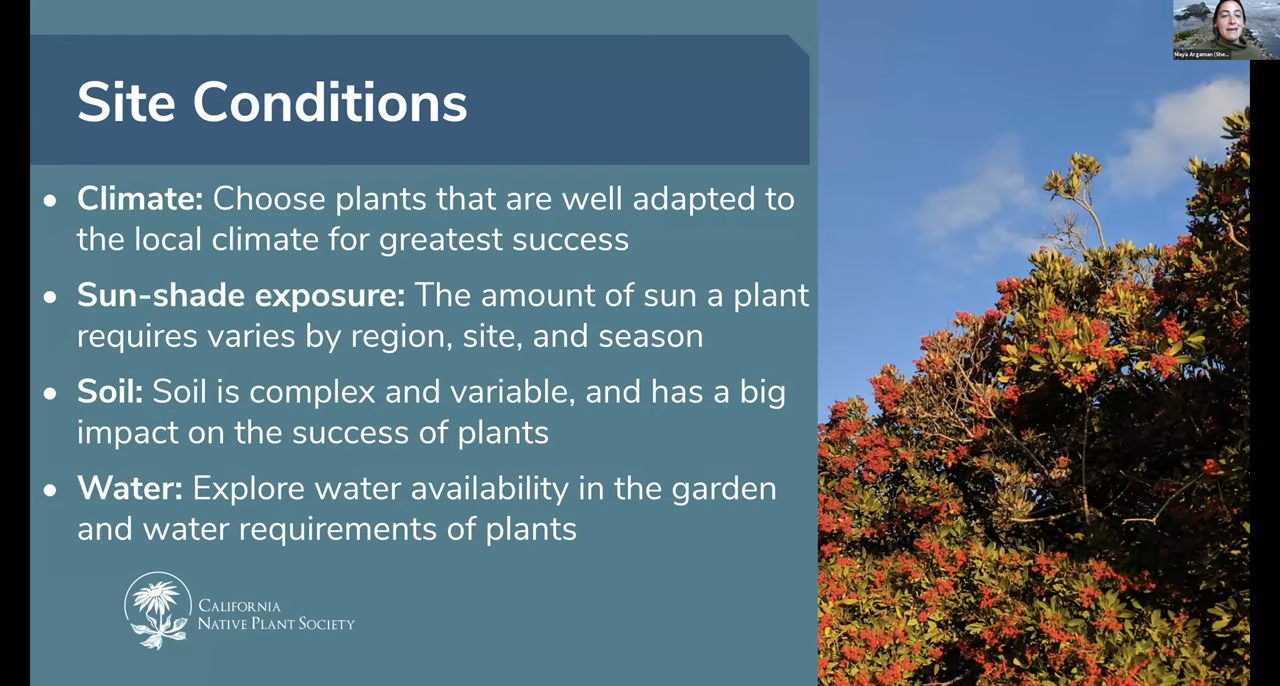 Maya Argaman (She...
Site Conditions
• Climate: Choose plants that are well adapted to
the local climate for greatest success
• Sun-shade exposure: The amount of sun a plant
requires varies by region, site, and season
• Soil: Soil is complex and variable, and has a big
impact on the success of plants
• Water: Explore water availability in the garden
and water requirements of plants
CALIFORNIA
NATIVE PLANT SOCIETY